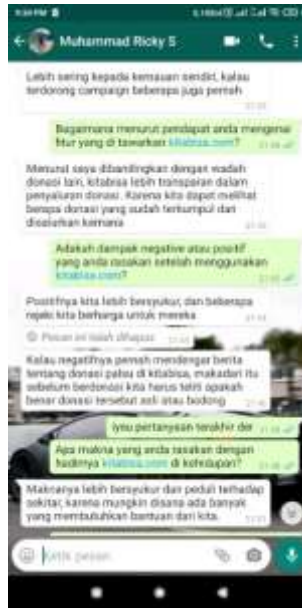 Muhammad Ricky S
Lebih sering kepada kemauan sendiri, kalau
terdorong campaign beberapa juga pernah
Bagaimana menurut pendapat anda mengenai
fitur yang di tawarkan kitabisa.com?
Menurut saya dibandingkan dengan wadah
donasi lain, kitabisa lebih transparan dalam
penyaluran donasi. Karena kita dapat melihat
berapa donasi yang sudah terkumpul dan
disalurkan kemana
Adakah dampak negative atau positif
yang anda rasakan setelah menggunakan
kitabisa.com?
Positifnya kita lebih bersyukur, dan beberapa
rejeki kita berharga untuk mereka
Pesan ini telah dihapus
Kalau negatifnya pernah mendengar berita
tentang donasi palsu di kitabisa, makadari itu
sebelum berdonasi kita harus teliti apakah
benar donasi tersebut asli atau bodong
iyny pertanyaan terakhir der
Apa makna yang anda rasakan dengan
hadirnya kitabisa.com di kehidupan?
Maknanya lebih bersyukur dan peduli terhadap
sekitar, karena mungkin disana ada banyak
yang membutuhkan bantuan dari kita.
Ketik pesan